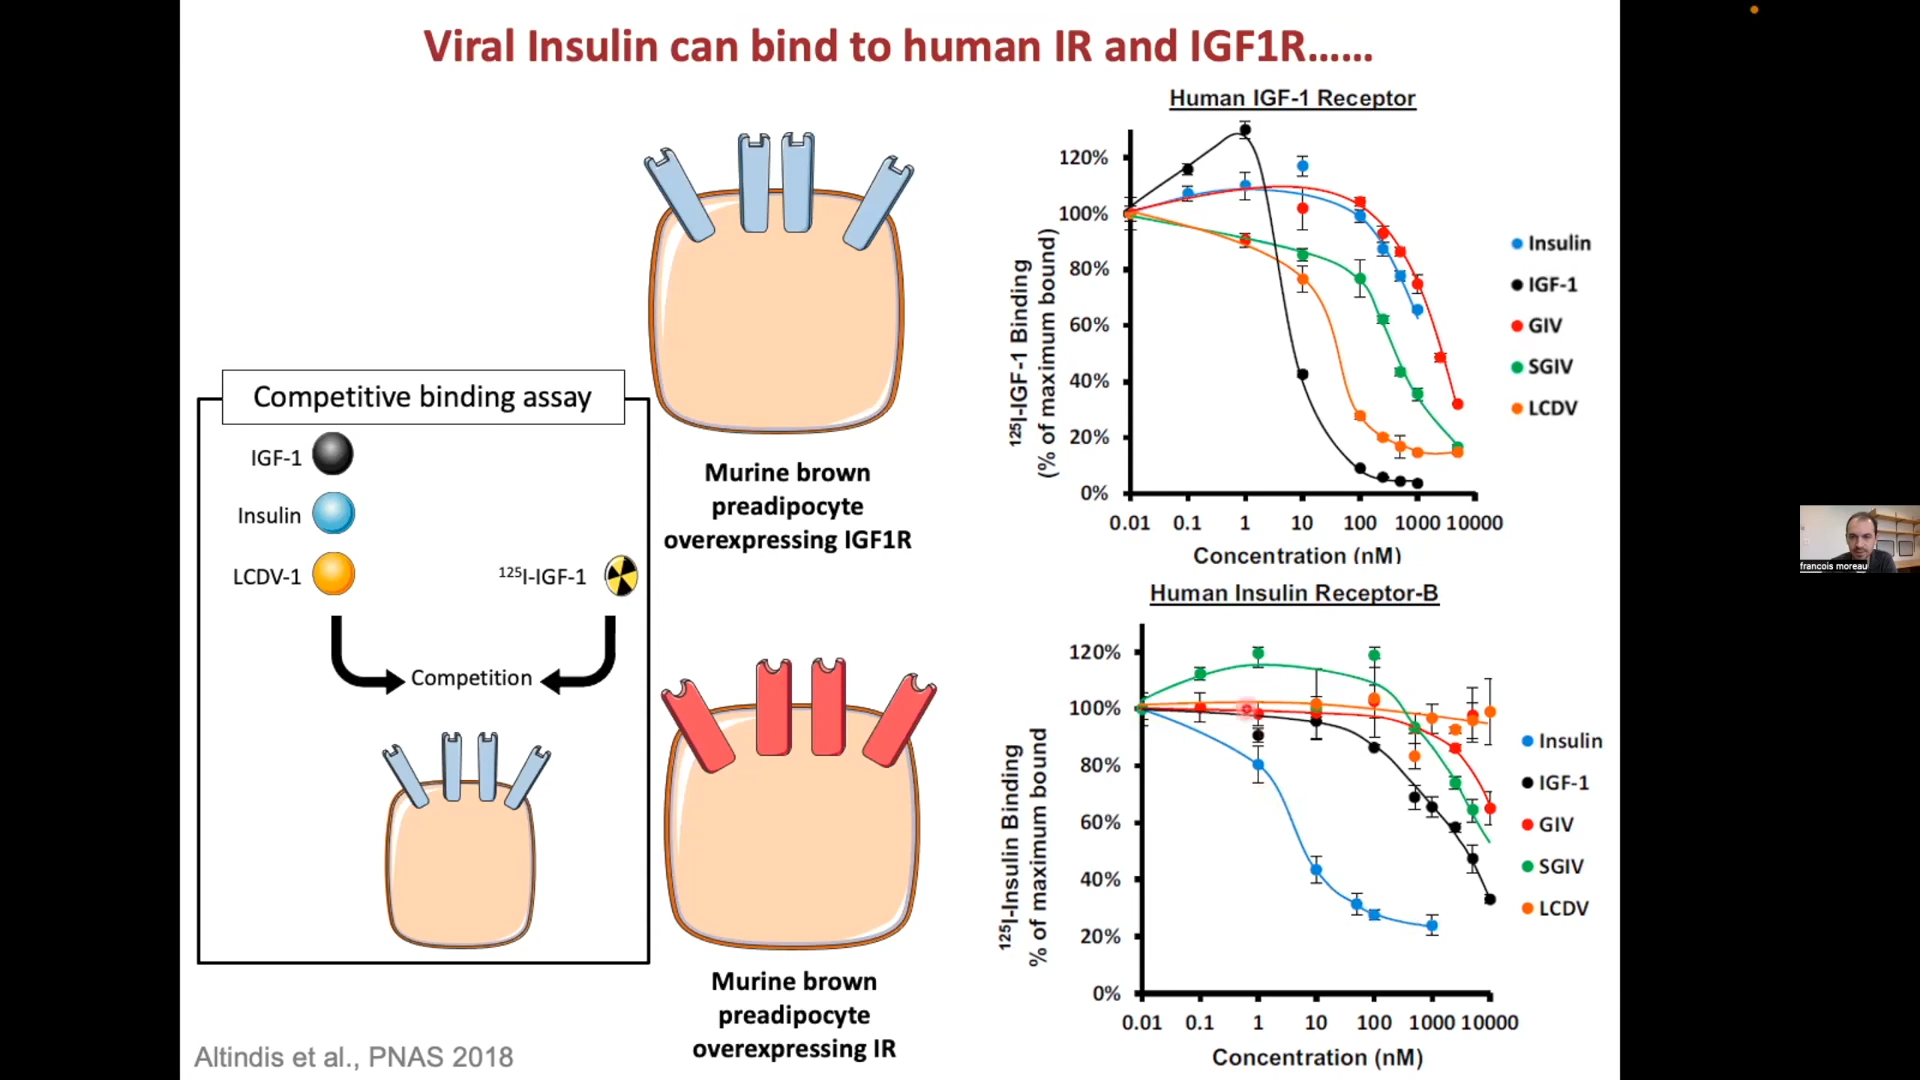 Viral Insulin can bind to human IR and IGF1R......
Competitive binding assay
IGF-1
Insulin
LCDV-1
125I-IGF-1
Competition
Murine brown
preadipocyte
overexpressing IGF1R
Murine brown
preadipocyte
overexpressing IR
Human IGF-1 Receptor
125I-IGF-1 Binding
(% of maximum bound)
120%
100%
80%
60%
40%
20%
0%
0.01 0.1 1 10 100 1000 10000
Concentration (nM)
Insulin
IGF-1
GIV
SGIV
LCDV
Human Insulin Receptor-B
125I-Insulin Binding
% of maximum bound
120%
100%
80%
60%
40%
20%
0%
0.01 0.1 1 10 100 1000 10000
Concentration (nM)
Insulin
IGF-1
GIV
SGIV
LCDV
Altindis et al., PNAS 2018
francois moreau